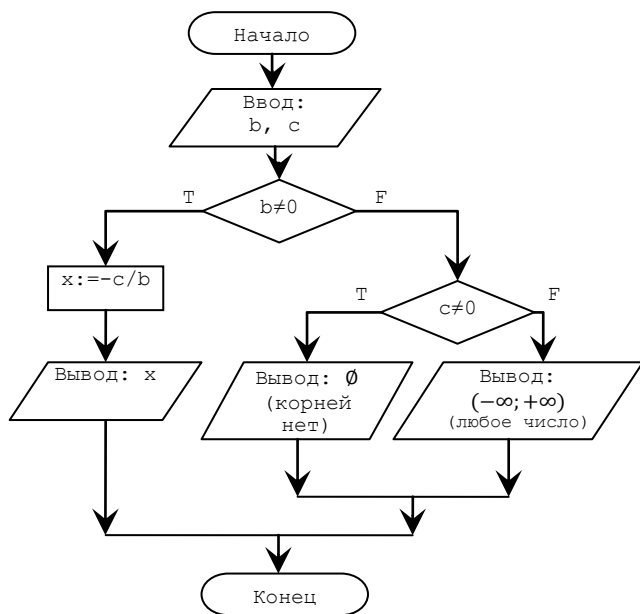 Начало
Ввод:
b, c
T
b≠0
F
x:=-c/b
T
c≠0
F
Вывод: x
Вывод: Ø
(корней
нет)
Вывод:
(−∞;+∞)
(любое число)
Конец